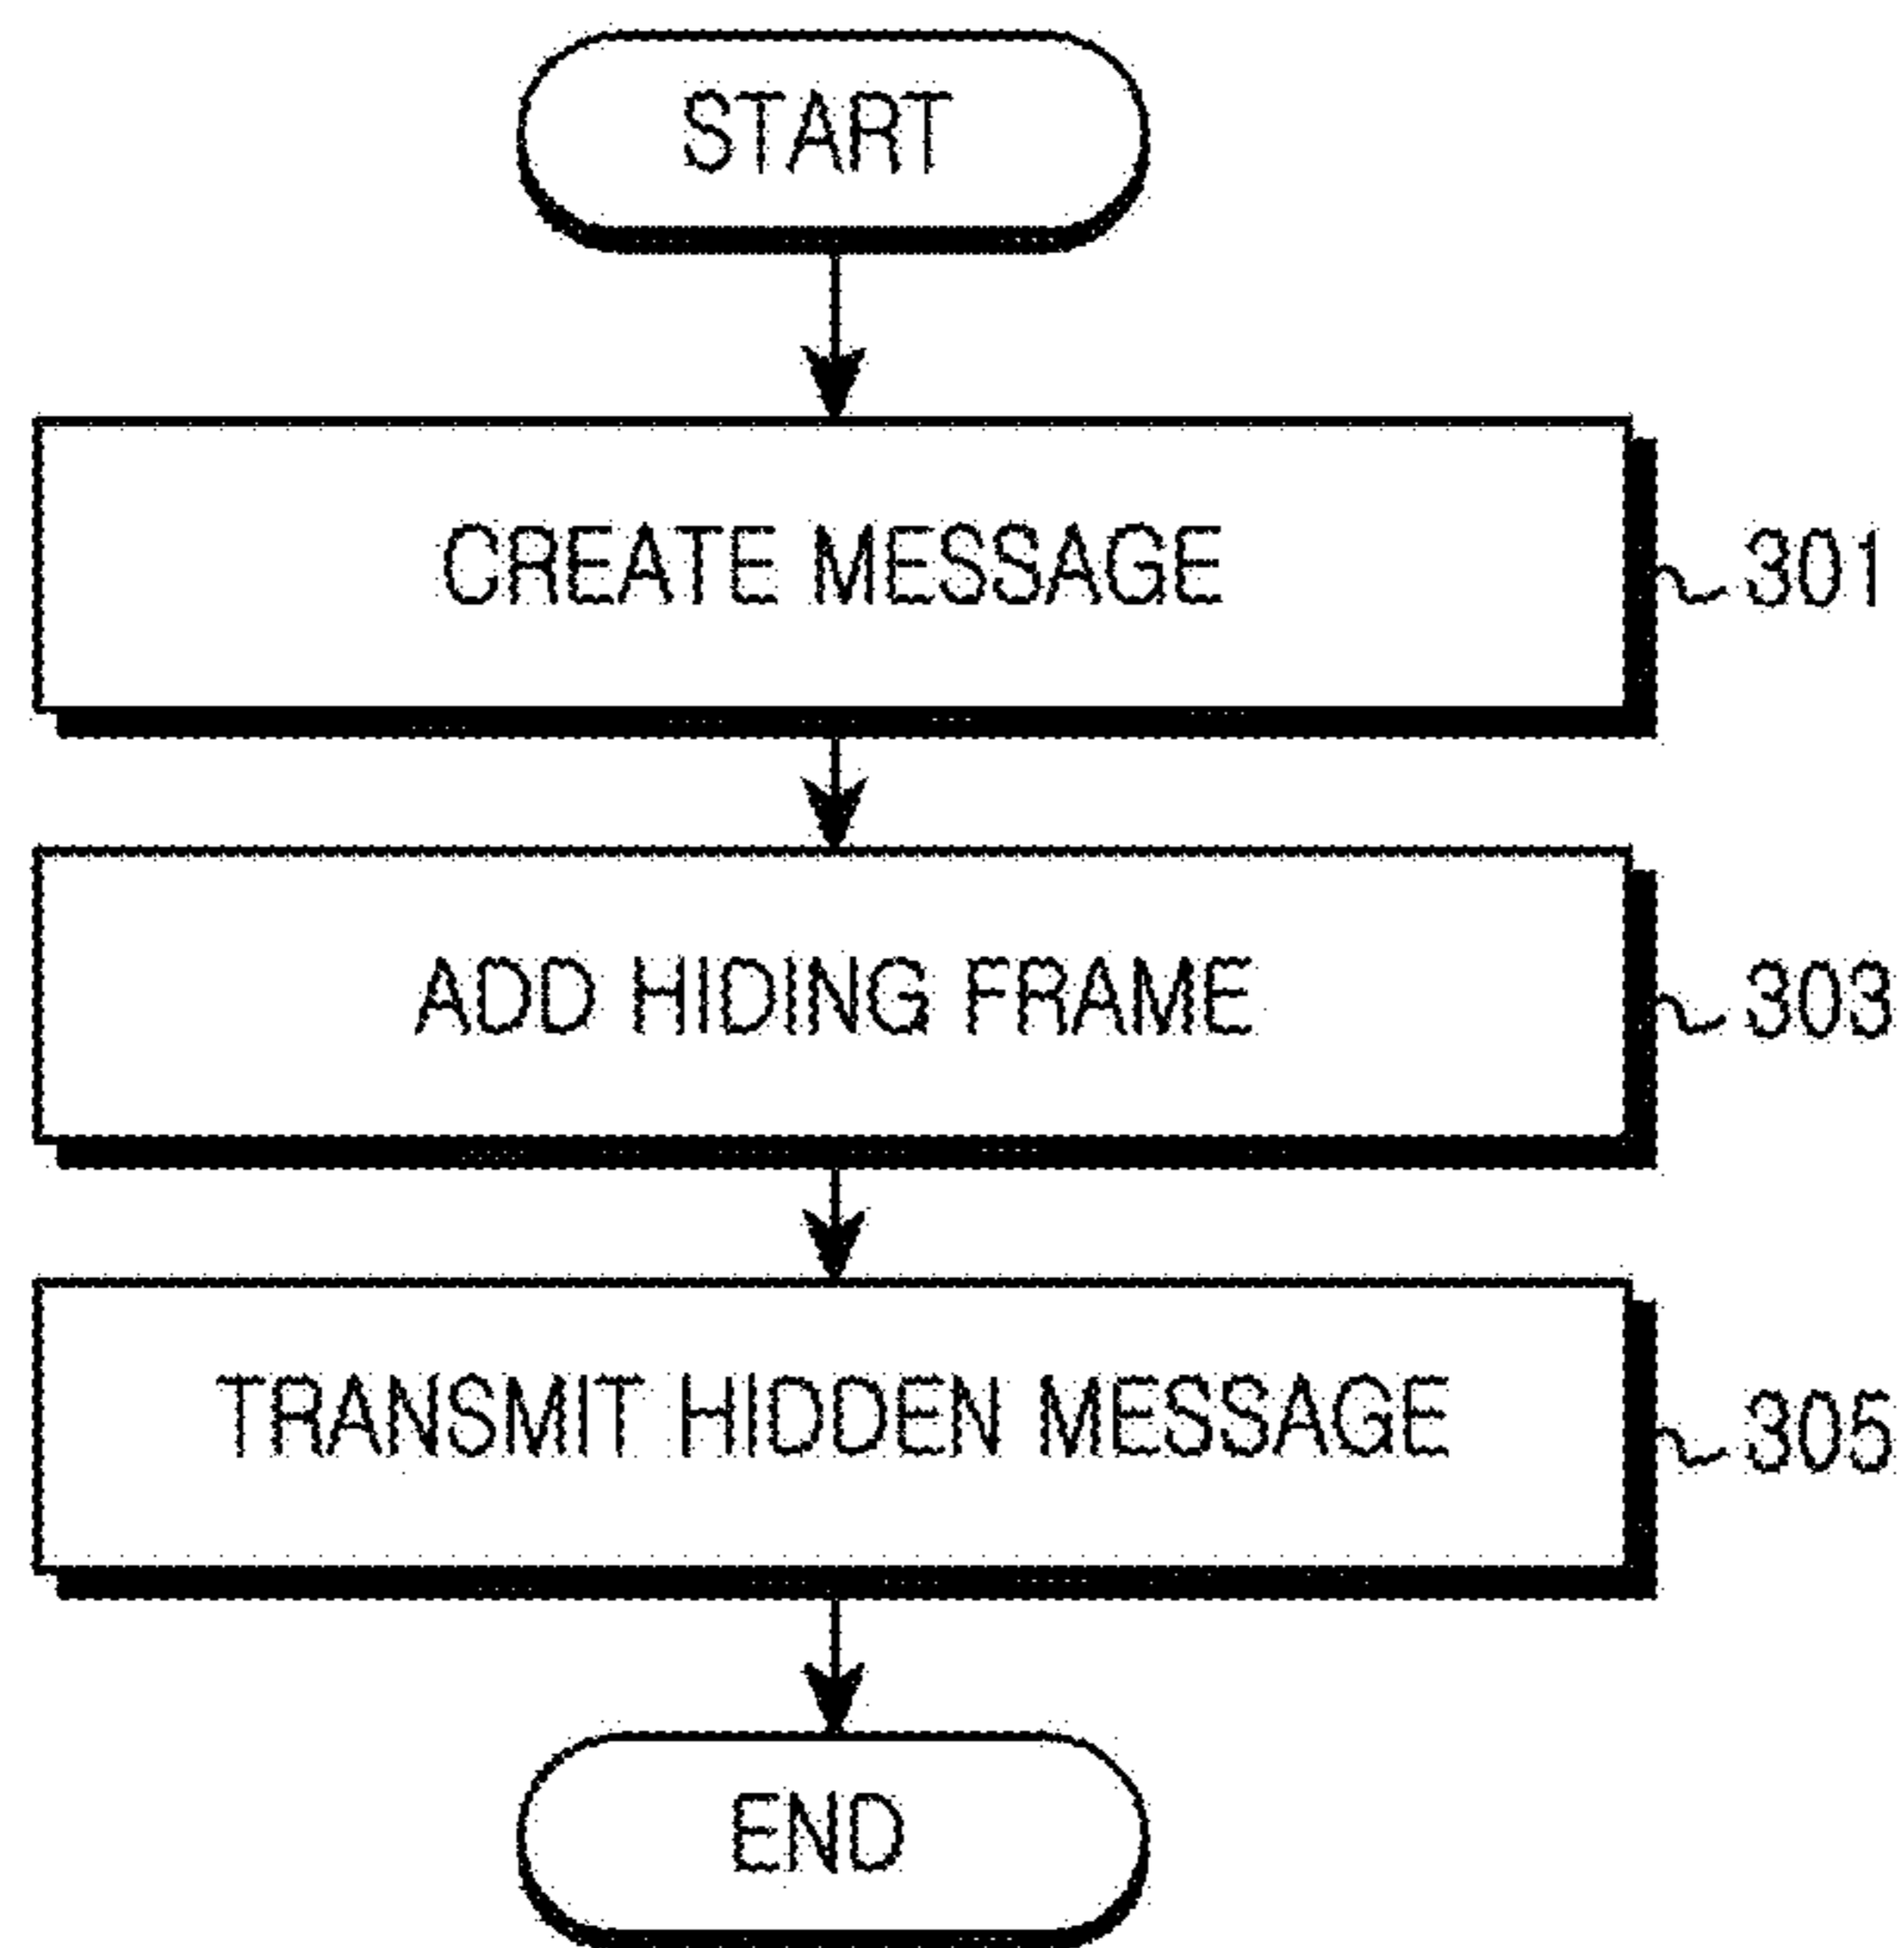 START
CREATE MESSAGE
301
ADD HIDING FRAME
303
TRANSMIT HIDDEN MESSAGE
305
END